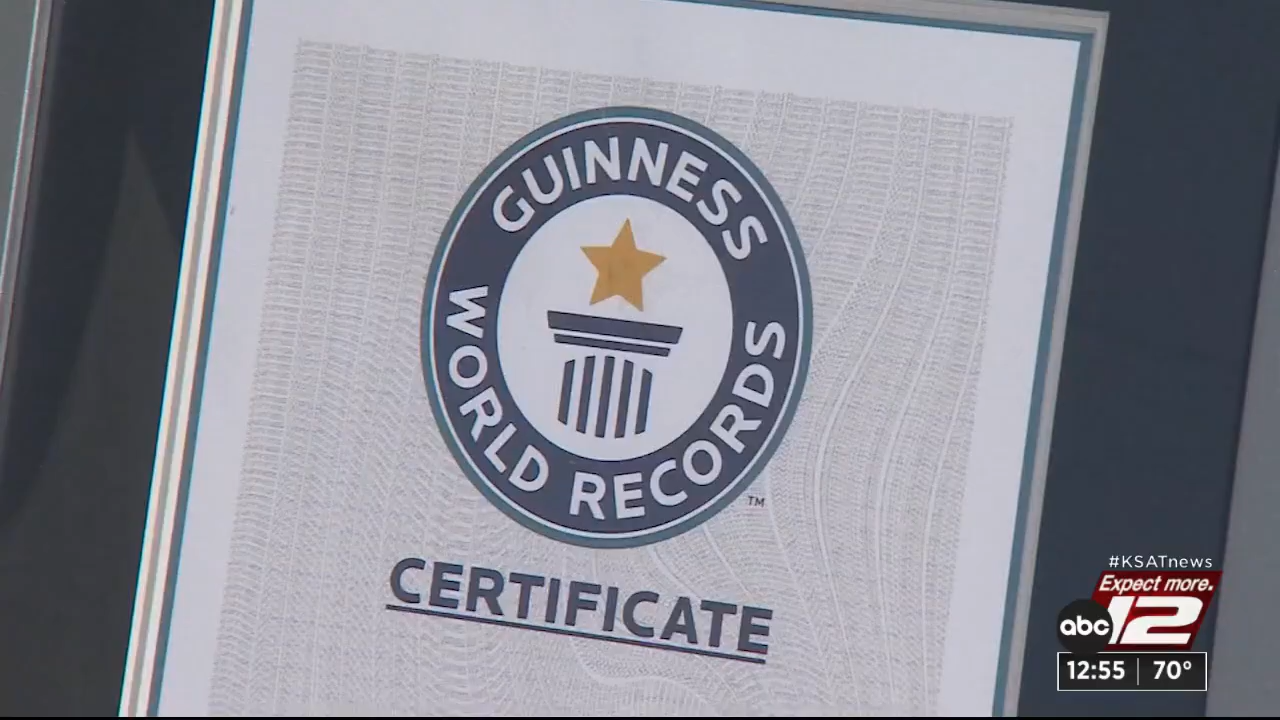 GUINNESS
WORLD RECORDS
TM
CERTIFICATE
#KSATnews
Expect more.
abc 12
12:55 70°